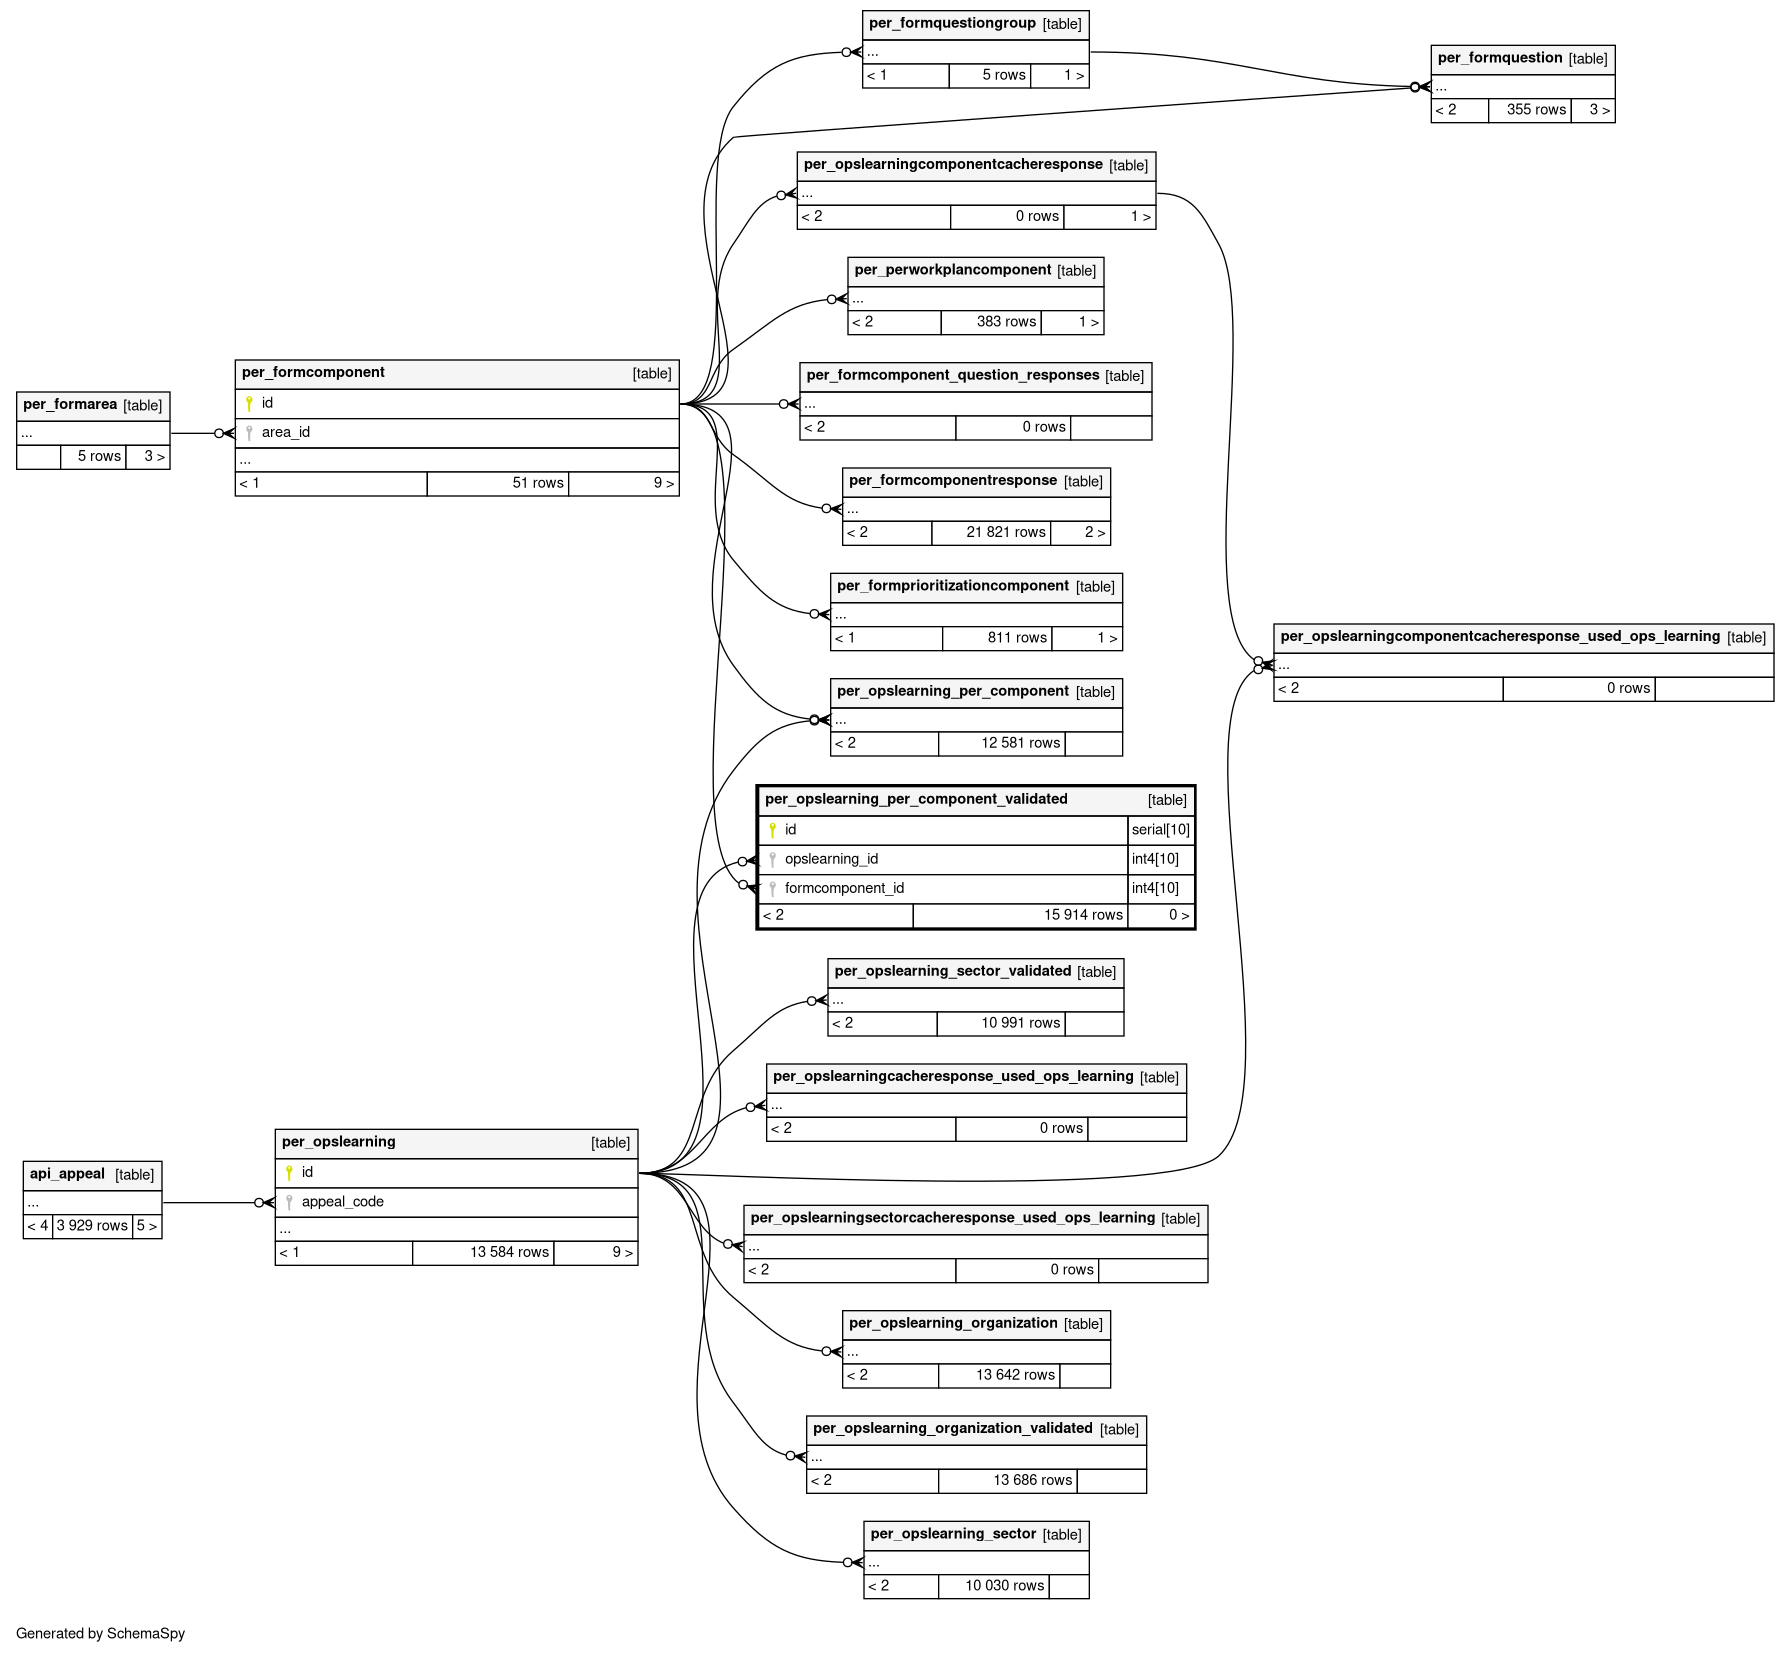 per_formquestiongroup [table]
...
< 1 5 rows 1 >
per_formquestion [table]
...
< 2 355 rows 3 >
per_opslearningcomponentcacheresponse [table]
...
< 2 0 rows 1 >
per_perworkplancomponent [table]
...
< 2 383 rows 1 >
per_formcomponent [table]
id
area_id
...
< 1 51 rows 9 >
per_formarea [table]
...
5 rows 3 >
per_formcomponent_question_responses [table]
...
< 2 0 rows
per_formcomponentresponse [table]
...
< 2 21 821 rows 2 >
per_formprioritizationcomponent [table]
...
< 1 811 rows 1 >
per_opslearningcomponentcacheresponse_used_ops_learning [table]
...
< 2 0 rows
per_opslearning_per_component [table]
...
< 2 12 581 rows
per_opslearning_per_component_validated [table]
id serial[10]
opslearning_id int4[10]
formcomponent_id int4[10]
< 2 15 914 rows 0 >
per_opslearning_sector_validated [table]
...
< 2 10 991 rows
per_opslearningcacheresponse_used_ops_learning [table]
...
< 2 0 rows
per_opslearning [table]
id
appeal_code
...
< 1 13 584 rows 9 >
api_appeal [table]
...
< 4 3 929 rows 5 >
per_opslearningsectorcacheresponse_used_ops_learning [table]
...
< 2 0 rows
per_opslearning_organization [table]
...
< 2 13 642 rows
per_opslearning_organization_validated [table]
...
< 2 13 686 rows
per_opslearning_sector [table]
...
< 2 10 030 rows
Generated by SchemaSpy